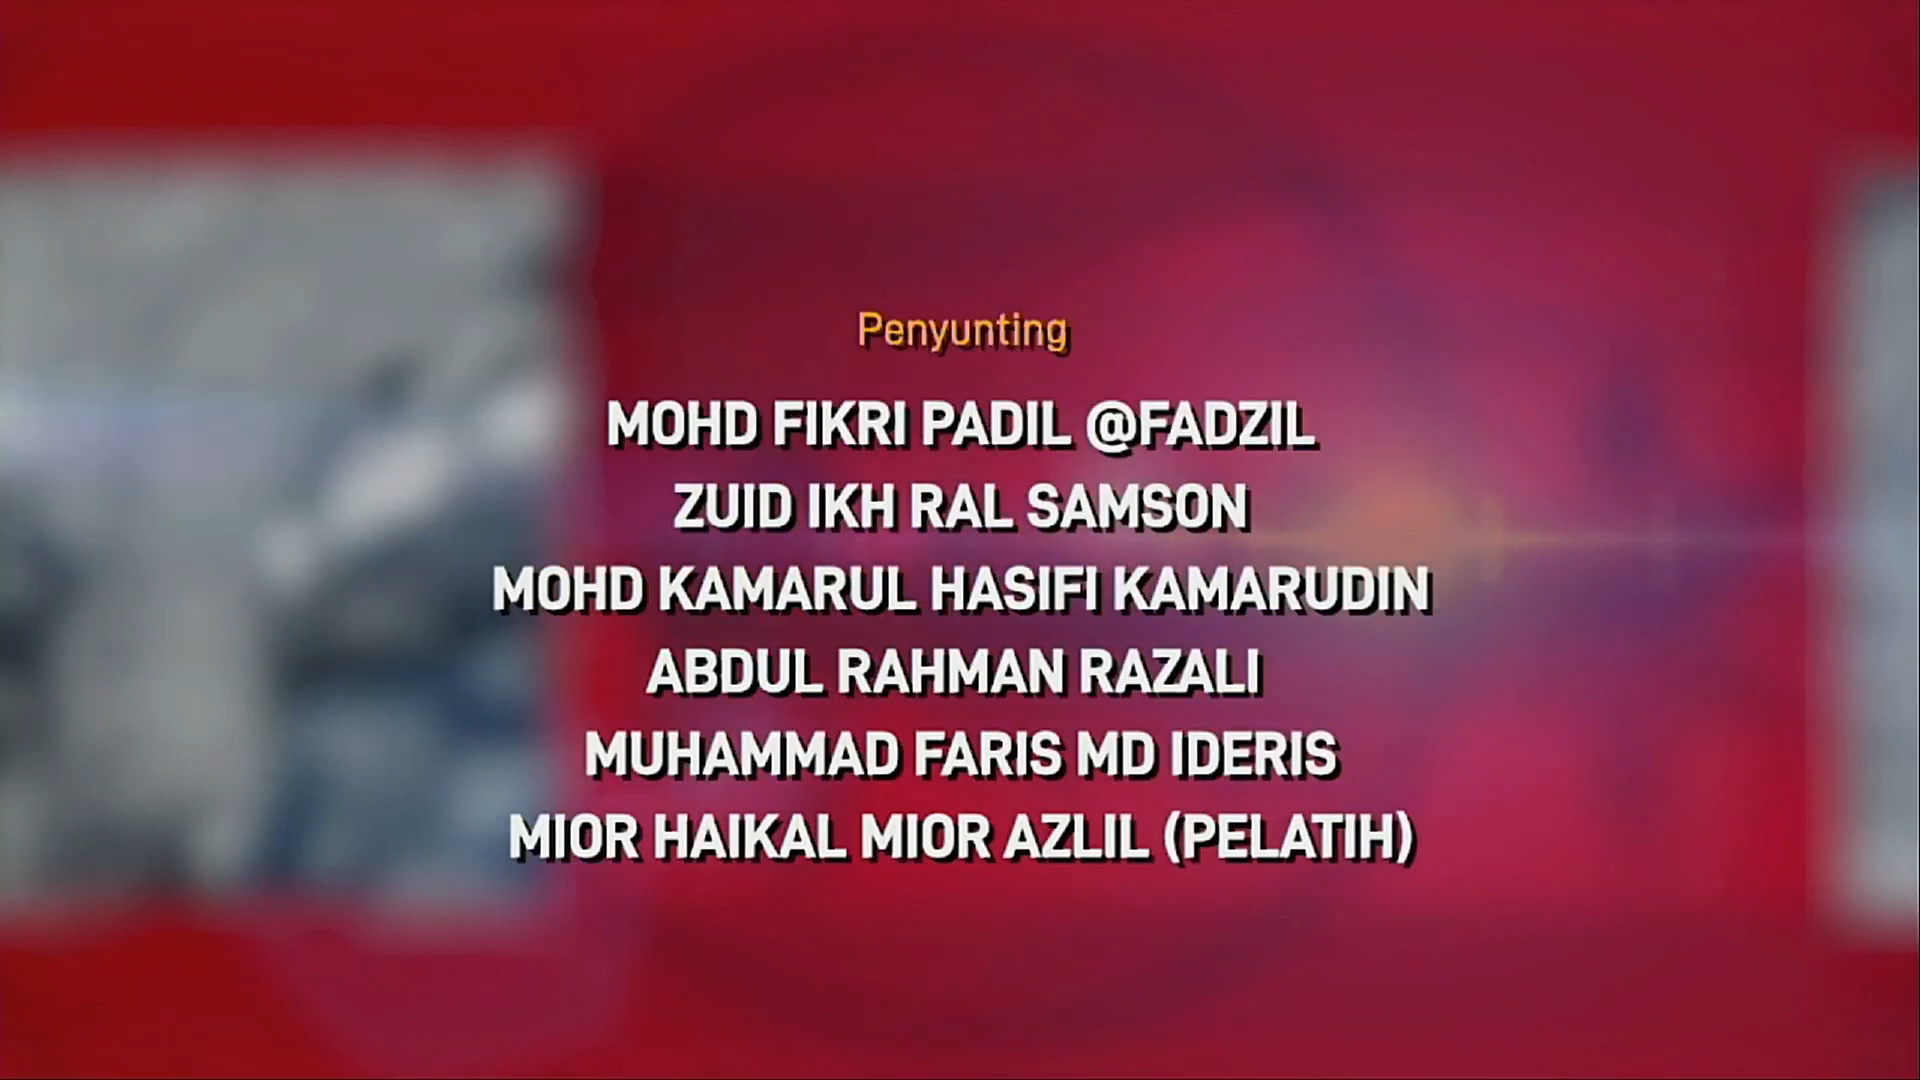 Penyunting
MOHD FIKRI PADIL @FADZIL
ZUID IKH RAL SAMSON
MOHD KAMARUL HASIFI KAMARUDIN
ABDUL RAHMAN RAZALI
MUHAMMAD FARIS MD IDERIS
MIOR HAIKAL MIOR AZLIL (PELATIH)